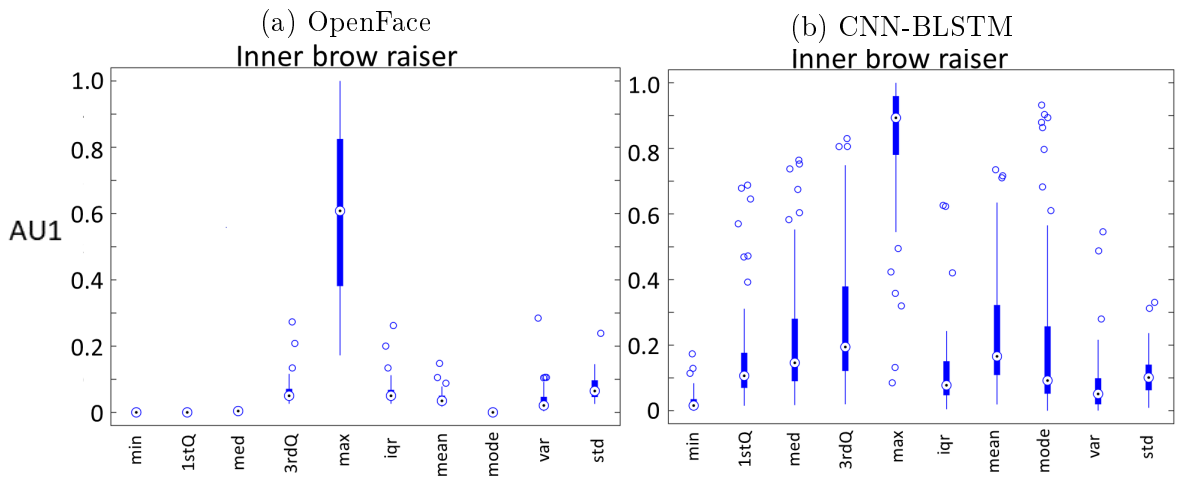 (a) OpenFace
Inner brow raiser
AU1
1.0
0.8
0.6
0.4
0.2
0
min
1stQ
med
3rdQ
max
iqr
mean
mode
var
std
(b) CNN-BLSTM
Inner brow raiser
1.0
0.8
0.6
0.4
0.2
0
min
1stQ
med
3rdQ
max
iqr
mean
mode
var
std